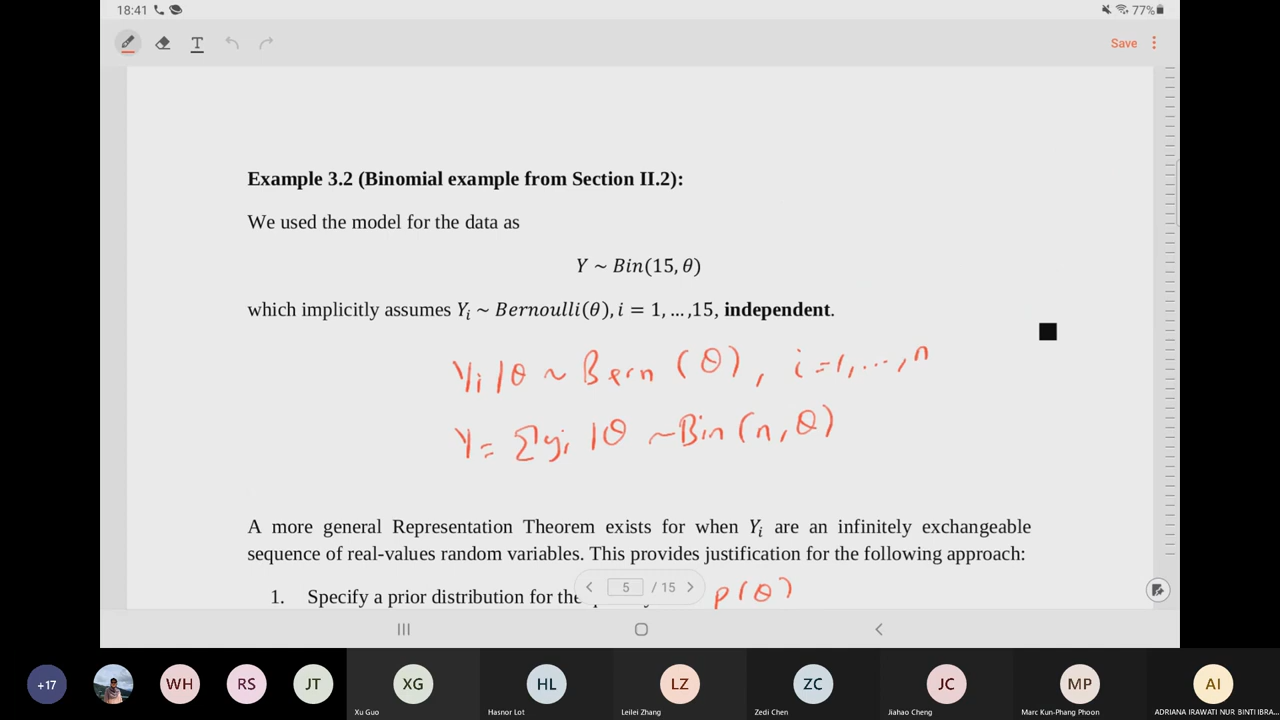 18:41
77%
T
Save
Example 3.2 (Binomial example from Section II.2):
We used the model for the data as
Y ~ Bin(15, θ)
which implicitly assumes Yᵢ ~ Bernoulli(θ), i = 1, …,15, independent.
Yᵢ | θ ~ Bern (θ), i=1,...,n
Y = Σyᵢ | θ ~ Bin(n, θ)
A more general Representation Theorem exists for when Yᵢ are an infinitely exchangeable
sequence of real-values random variables. This provides justification for the following approach:
1. Specify a prior distribution for the p(θ)
5 / 15
+17 WH RS JT XG HL LZ ZC JC MP AI
Xu Guo Hasnor Lot Leilei Zhang Zedi Chen Jiahao Cheng Marc Kun-Phang Phoon ADRIANA IRAWATI NUR BINTI IBRA...